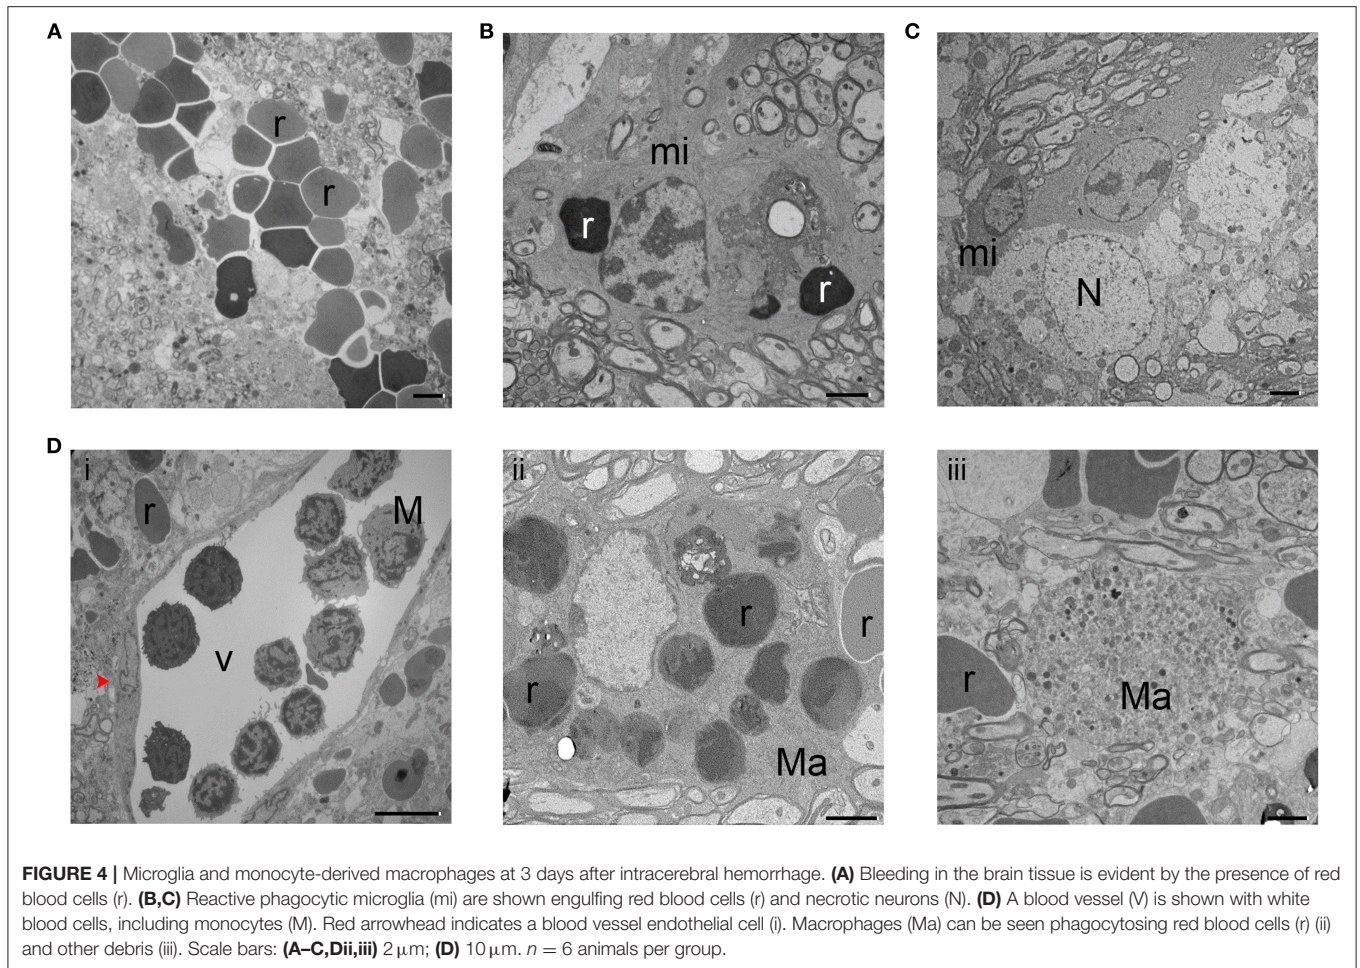 A
B
C
r
r
mi
r
r
mi
N
D
i
r
M
v
ii
r
r
r
Ma
iii
r
Ma
FIGURE 4 | Microglia and monocyte-derived macrophages at 3 days after intracerebral hemorrhage. (A) Bleeding in the brain tissue is evident by the presence of red
blood cells (r). (B,C) Reactive phagocytic microglia (mi) are shown engulfing red blood cells (r) and necrotic neurons (N). (D) A blood vessel (V) is shown with white
blood cells, including monocytes (M). Red arrowhead indicates a blood vessel endothelial cell (i). Macrophages (Ma) can be seen phagocytosing red blood cells (r) (ii)
and other debris (iii). Scale bars: (A–C,Dii,iii) 2 μm; (D) 10 μm. n = 6 animals per group.